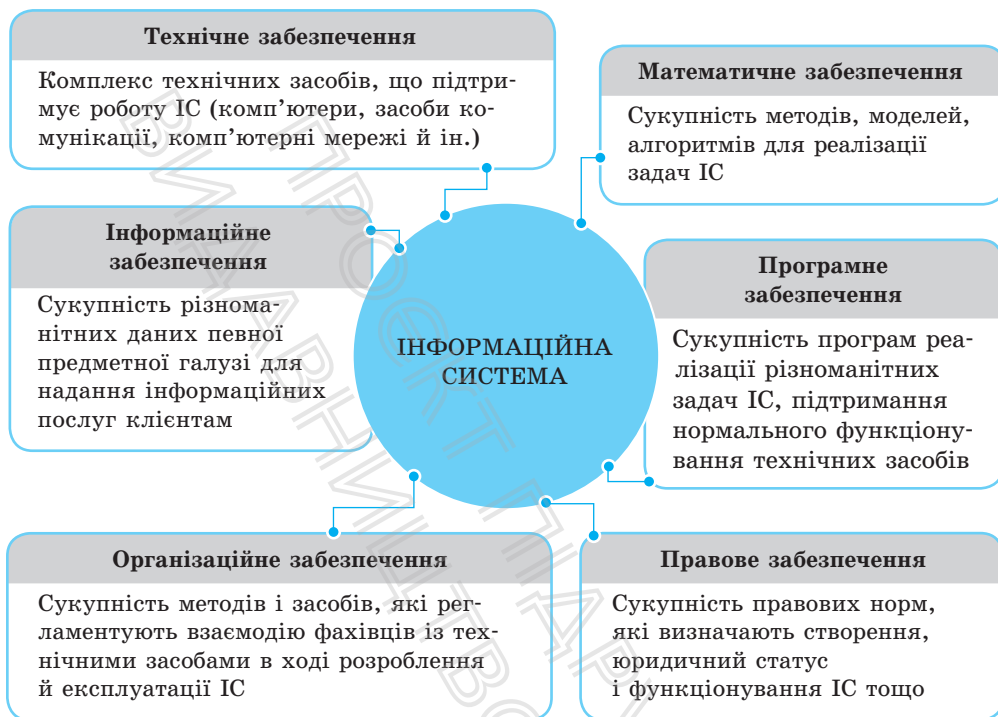 Технічне забезпечення
Комплекс технічних засобів, що підтри-
мує роботу ІС (комп’ютери, засоби ко-
мунікації, комп’ютерні мережі й ін.)
Математичне забезпечення
Сукупність методів, моделей,
алгоритмів для реалізації
задач ІС
Інформаційне
забезпечення
Сукупність різнома-
нітних даних певної
предметної галузі для
надання інформаційних
послуг клієнтам
ІНФОРМАЦІЙНА
СИСТЕМА
Програмне
забезпечення
Сукупність програм реа-
лізації різноманітних
задач ІС, підтримання
нормального функціону-
вання технічних засобів
Організаційне забезпечення
Сукупність методів і засобів, які рег-
ламентують взаємодію фахівців із тех-
нічними засобами в ході розроблення
й експлуатації ІС
Правове забезпечення
Сукупність правових норм,
які визначають створення,
юридичний статус
і функціонування ІС тощо